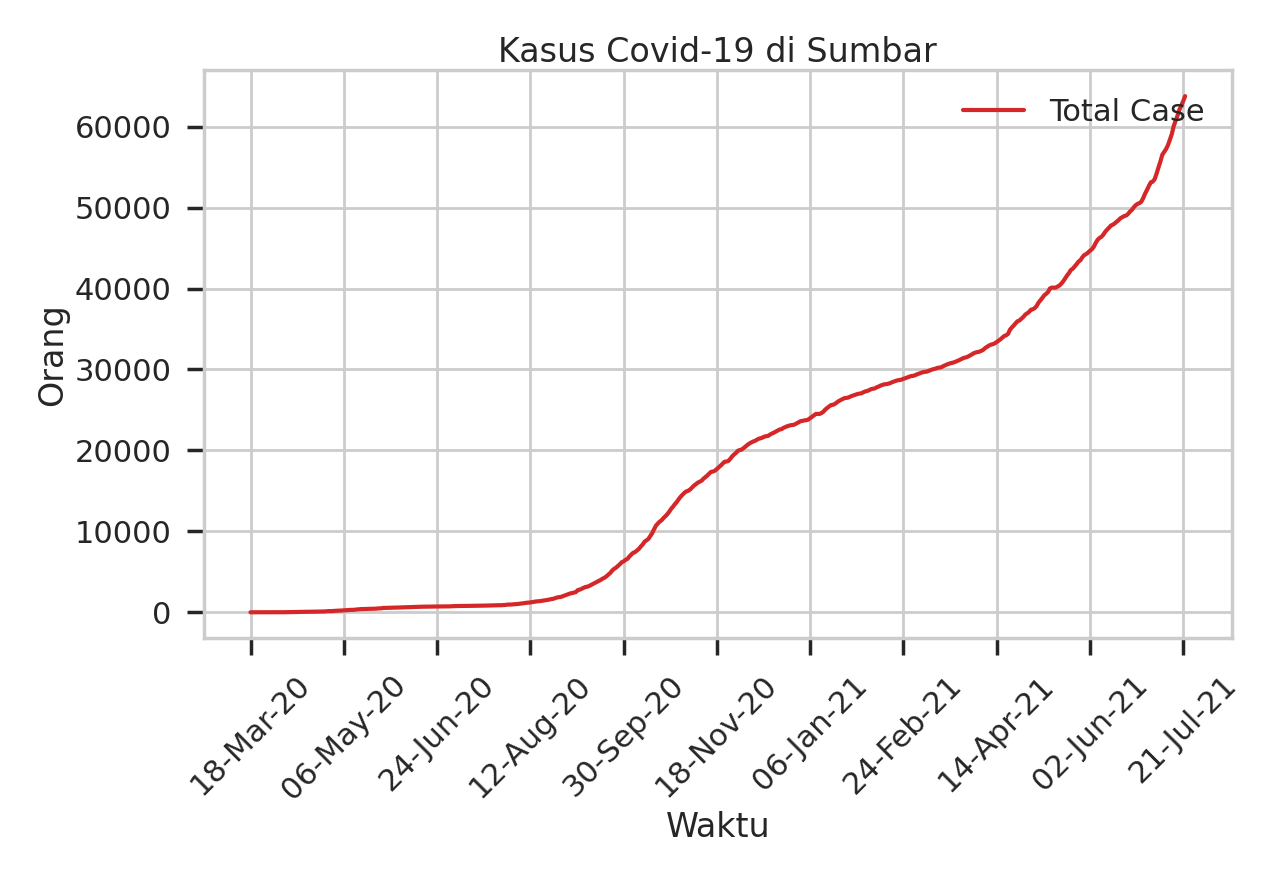 Kasus Covid-19 di Sumbar
Total Case
Orang
60000
50000
40000
30000
20000
10000
0
18-Mar-20
06-May-20
24-Jun-20
12-Aug-20
30-Sep-20
18-Nov-20
06-Jan-21
24-Feb-21
14-Apr-21
02-Jun-21
21-Jul-21
Waktu